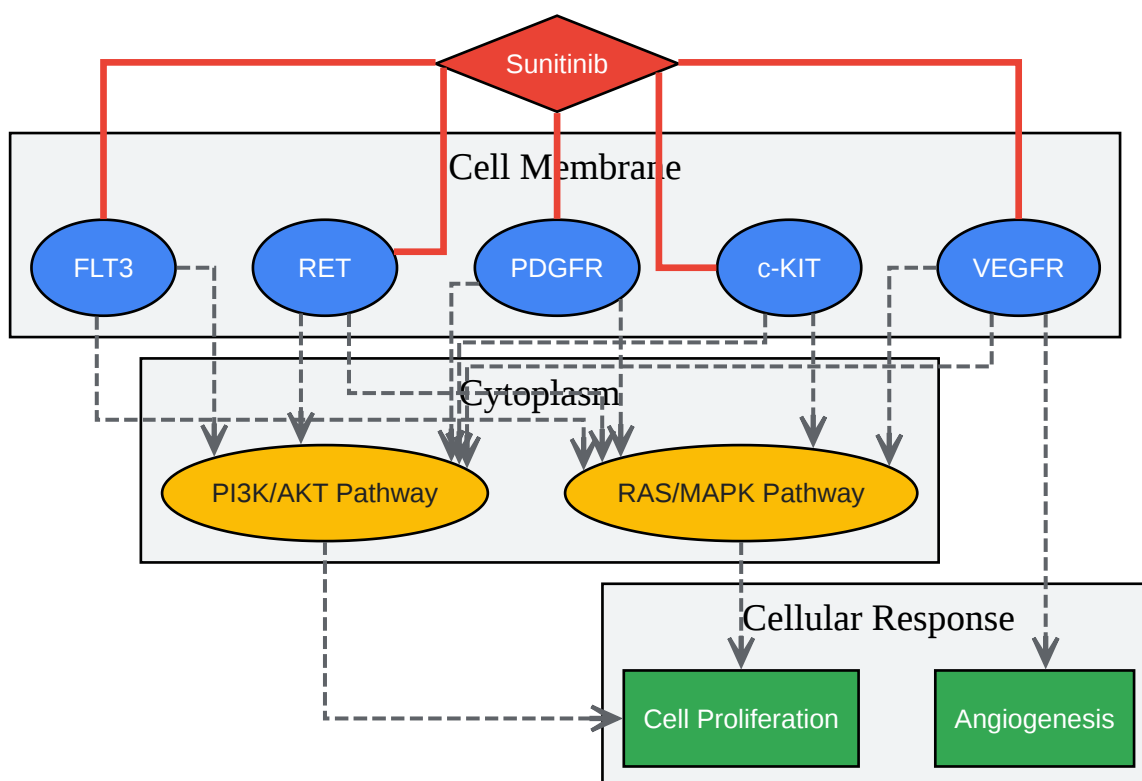 Sunitinib
Cell Membrane
FLT3
RET
PDGFR
c-KIT
VEGFR
Cytoplasm
PI3K/AKT Pathway
RAS/MAPK Pathway
Cellular Response
Cell Proliferation
Angiogenesis